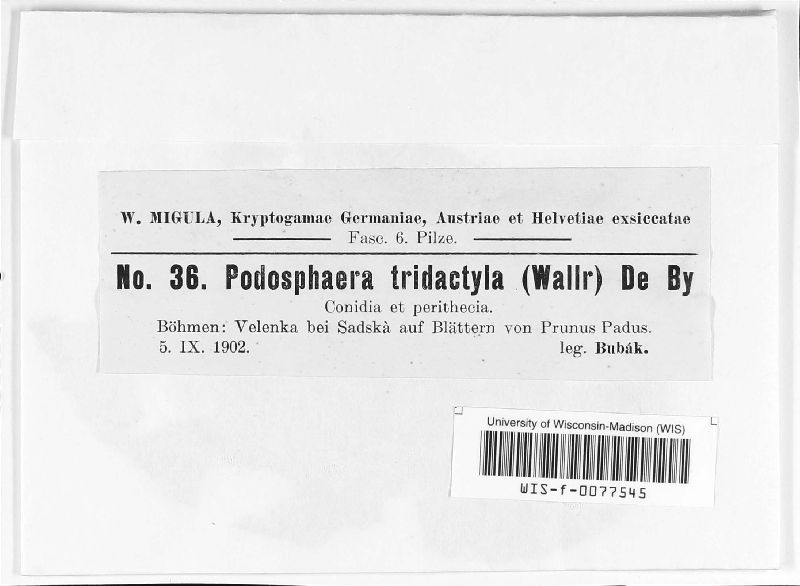 W. MIGULA, Kryptogamae Germaniae, Austriae et Helvetiae exsiccatae
Fasc. 6. Pilze.
No. 36. Podosphaera tridactyla (Wallr) De By
Conidia et perithecia.
Böhmen: Velenka bei Sadskà auf Blättern von Prunus Padus.
5. IX. 1902. leg. Bubák.
University of Wisconsin-Madison (WIS)
WIS-f-0077545